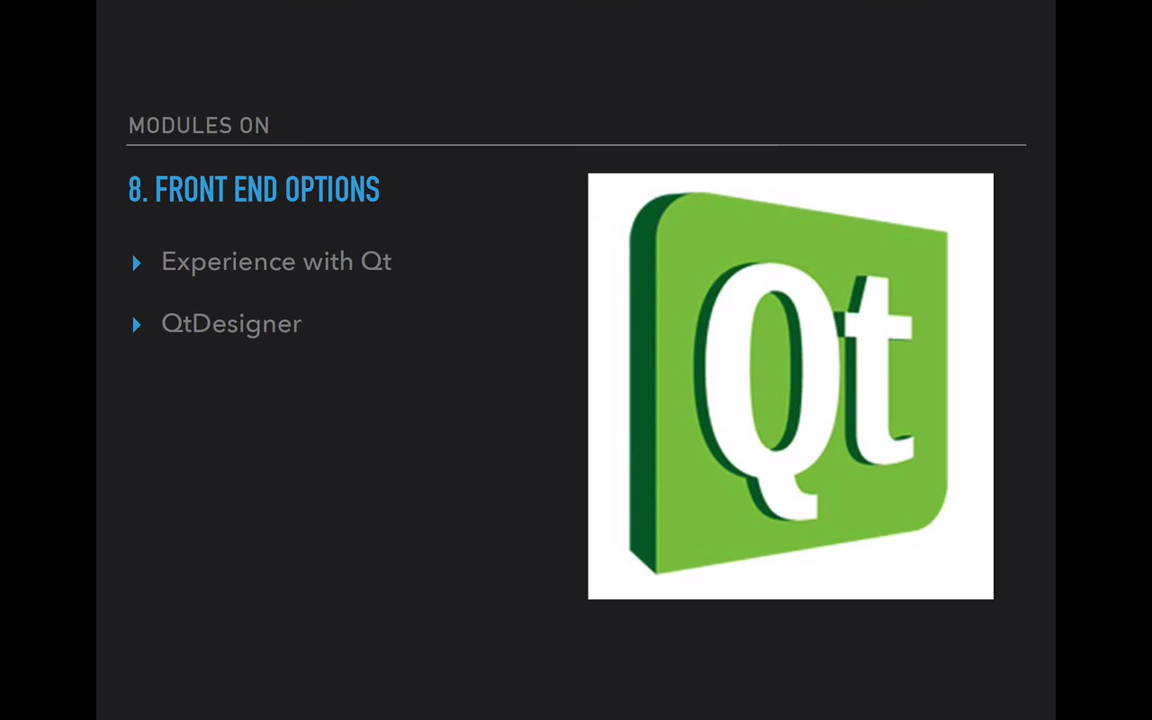 MODULES ON
8. FRONT END OPTIONS
Experience with Qt
QtDesigner
Qt